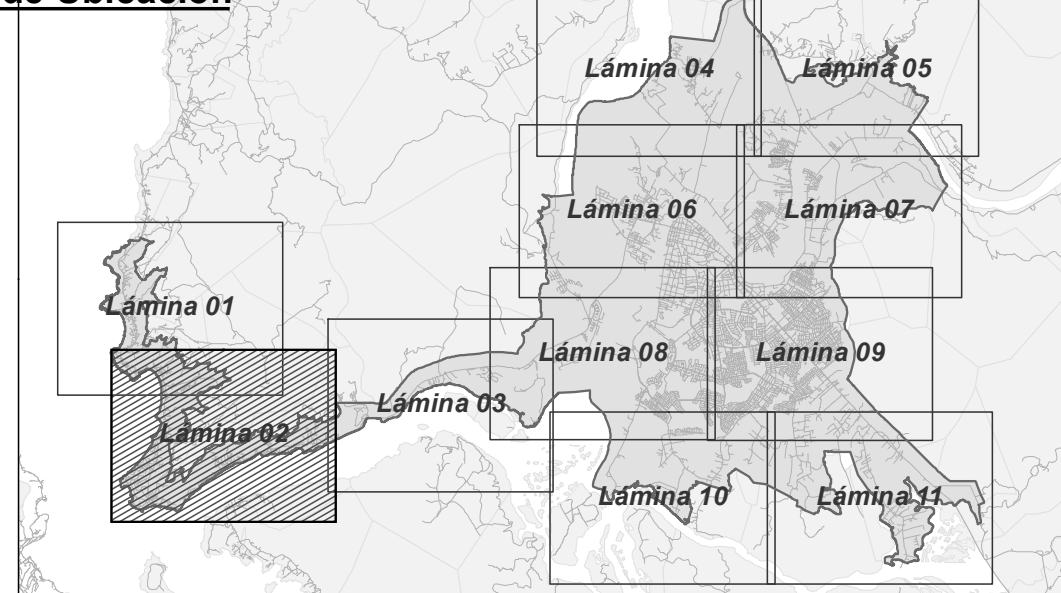 de Ubicación
Lámina 04
Lámina 05
Lámina 06
Lámina 07
Lámina 01
Lámina 08
Lámina 09
Lámina 03
Lámina 02
Lámina 10
Lámina 11